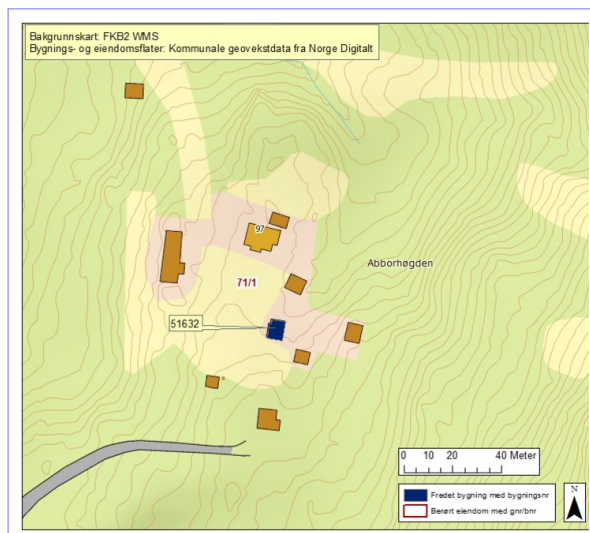 Bakgrunnskart: FKB2 WMS
Bygnings- og eiendomsflater: Kommunale geovekstdata fra Norge Digitalt
97
Abborhøgden
71/1
51632
0 10 20 40 Meter
Fredet bygning med bygningsnr
Berørt eiendom med gnr/bnr
N